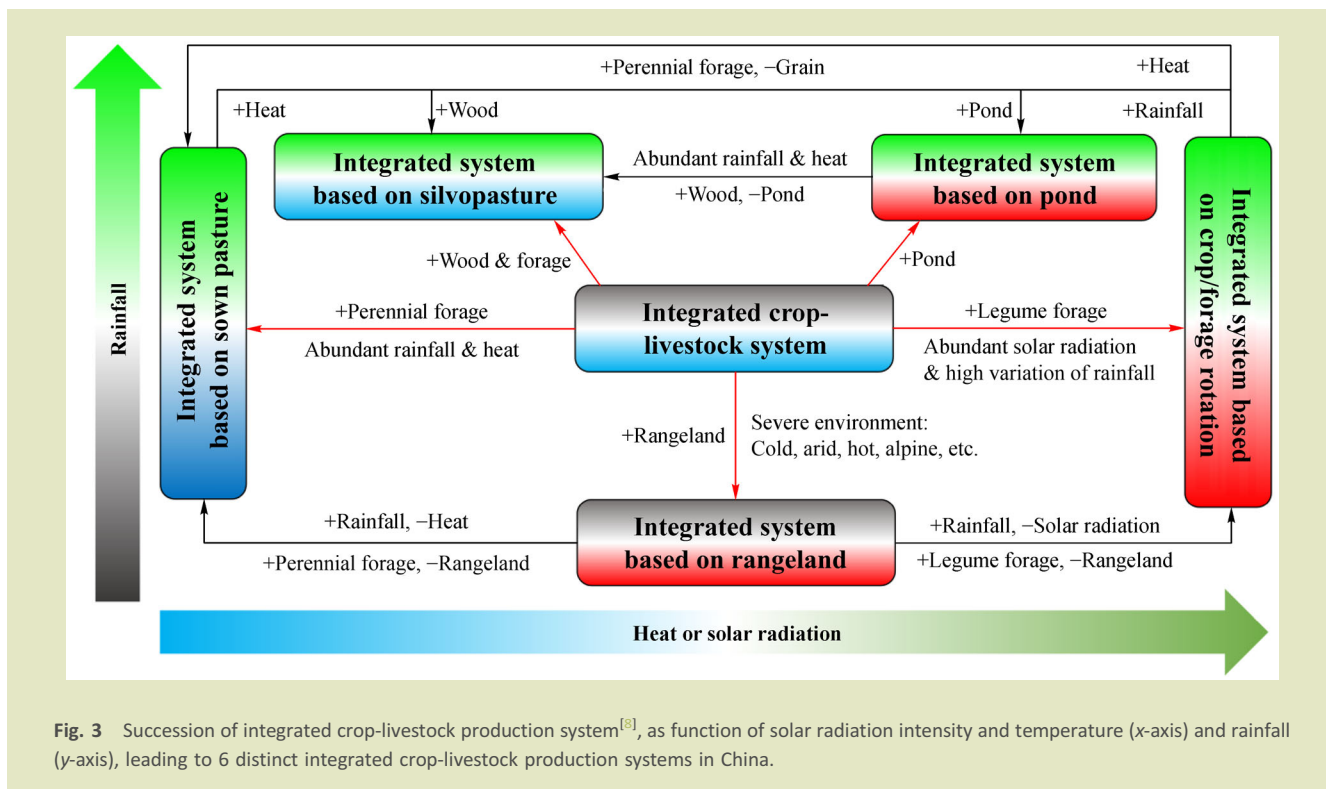 +Perennial forage, −Grain
+Heat
+Heat
+Wood
+Pond
+Rainfall
Integrated system
based on silvopasture
Abundant rainfall & heat
+Wood, −Pond
Integrated system
based on pond
Integrated system
based on sown pasture
Integrated system based
on crop/forage rotation
Rainfall
+Wood & forage
+Pond
+Perennial forage
Abundant rainfall & heat
Integrated crop-
livestock system
+Legume forage
Abundant solar radiation
& high variation of rainfall
+Rangeland
Severe environment:
Cold, arid, hot, alpine, etc.
+Rainfall, −Heat
+Perennial forage, −Rangeland
Integrated system
based on rangeland
+Rainfall, −Solar radiation
+Legume forage, −Rangeland
Heat or solar radiation
Fig. 3 Succession of integrated crop-livestock production system[8], as function of solar radiation intensity and temperature (x-axis) and rainfall
(y-axis), leading to 6 distinct integrated crop-livestock production systems in China.